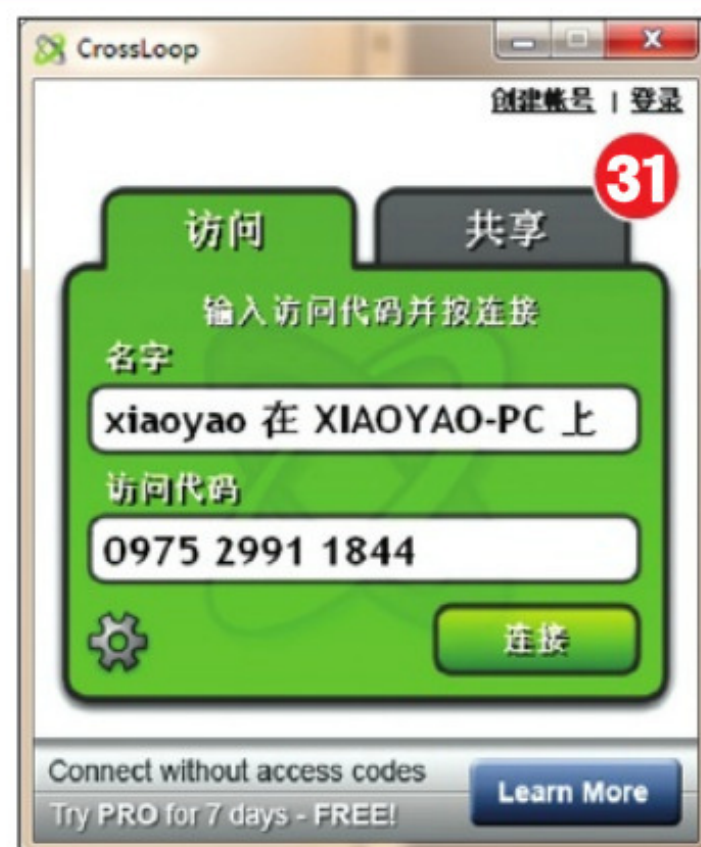 CrossLoop
创建帐号 | 登录
31
访问 共享
输入访问代码并按连接
名字
xiaoyao 在 XIAOYAO-PC 上
访问代码
0975 2991 1844
连接
Connect without access codes
Learn More
Try PRO for 7 days - FREE!